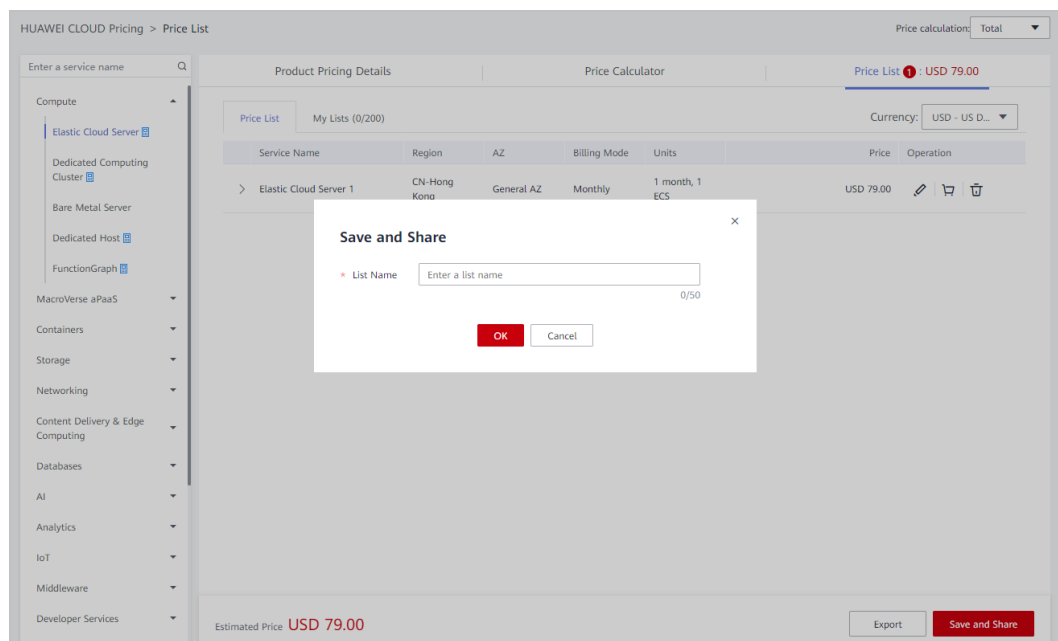 HUAWEI CLOUD Pricing > Price List
Price calculation: Total
Enter a service name
Product Pricing Details
Price Calculator
Price List 1 : USD 79.00
Compute
Elastic Cloud Server
Dedicated Computing
Cluster
Bare Metal Server
Dedicated Host
FunctionGraph
MacroVerse aPaaS
Containers
Storage
Networking
Content Delivery & Edge
Computing
Databases
AI
Analytics
IoT
Middleware
Developer Services
Price List
My Lists (0/200)
Currency: USD - US D...
Service Name Region AZ Billing Mode Units Price Operation
Elastic Cloud Server 1 CN-Hong General AZ Monthly 1 month, 1 USD 79.00
Kong ECS
Save and Share
* List Name Enter a list name
0/50
OK Cancel
Estimated Price USD 79.00
Export Save and Share